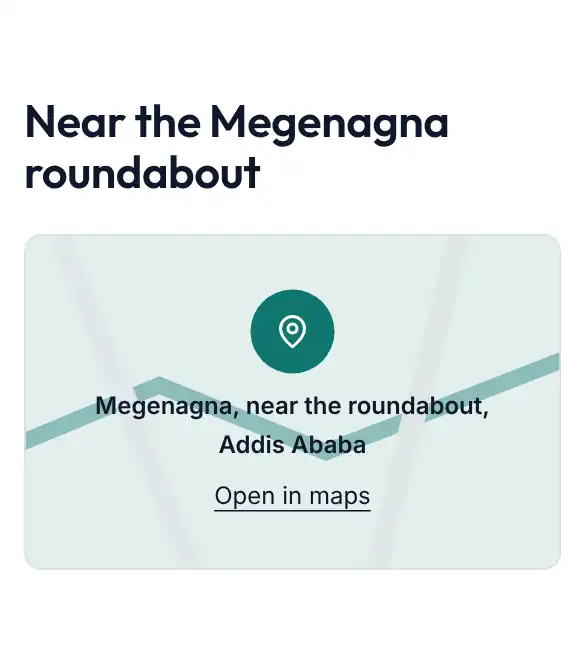 Near the Megenagna
roundabout
Megenagna, near the roundabout,
Addis Ababa
Open in maps